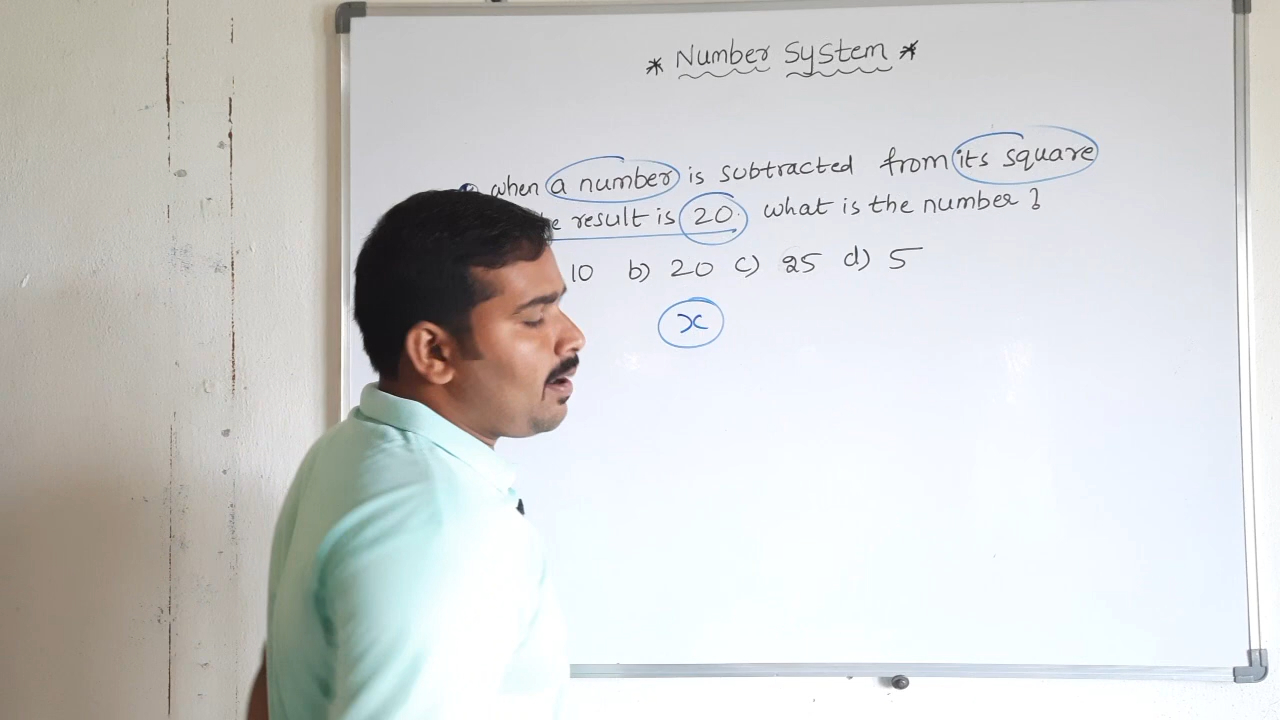 * Number System *
when a number is subtracted from its square
result is 20. what is the number ?
10 b) 20 c) 25 d) 5
x